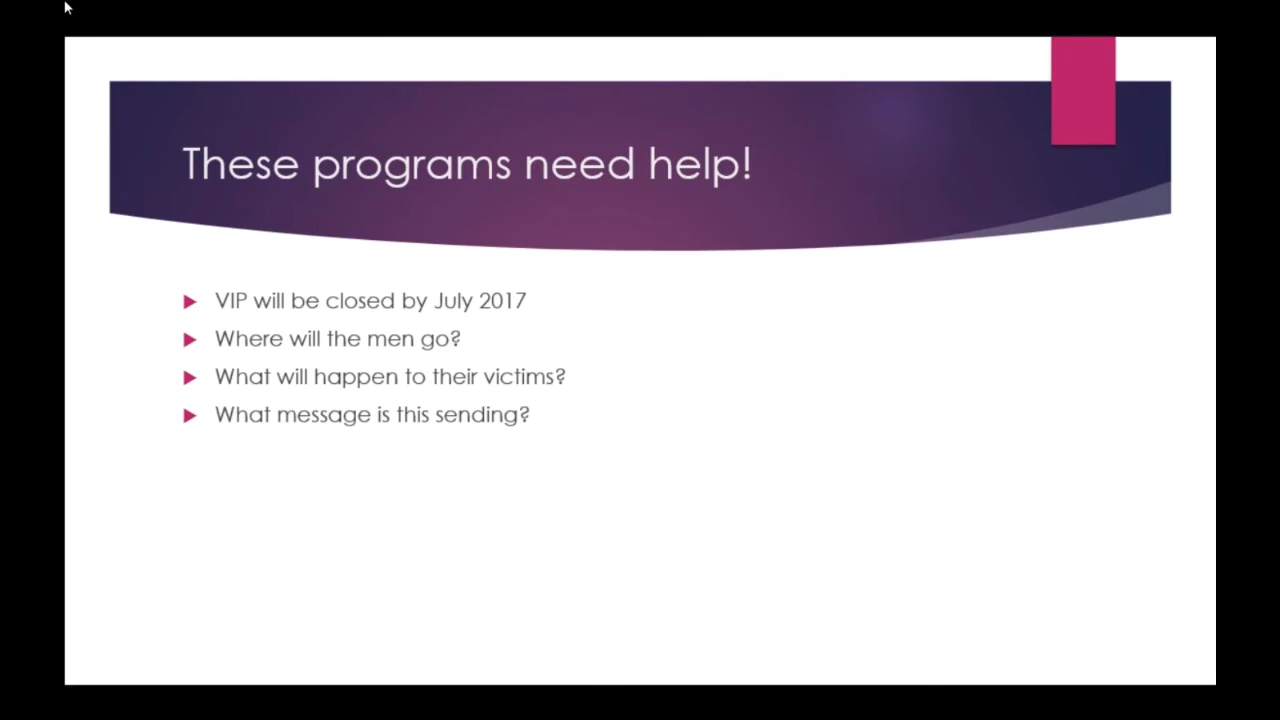 These programs need help!
VIP will be closed by July 2017
Where will the men go?
What will happen to their victims?
What message is this sending?